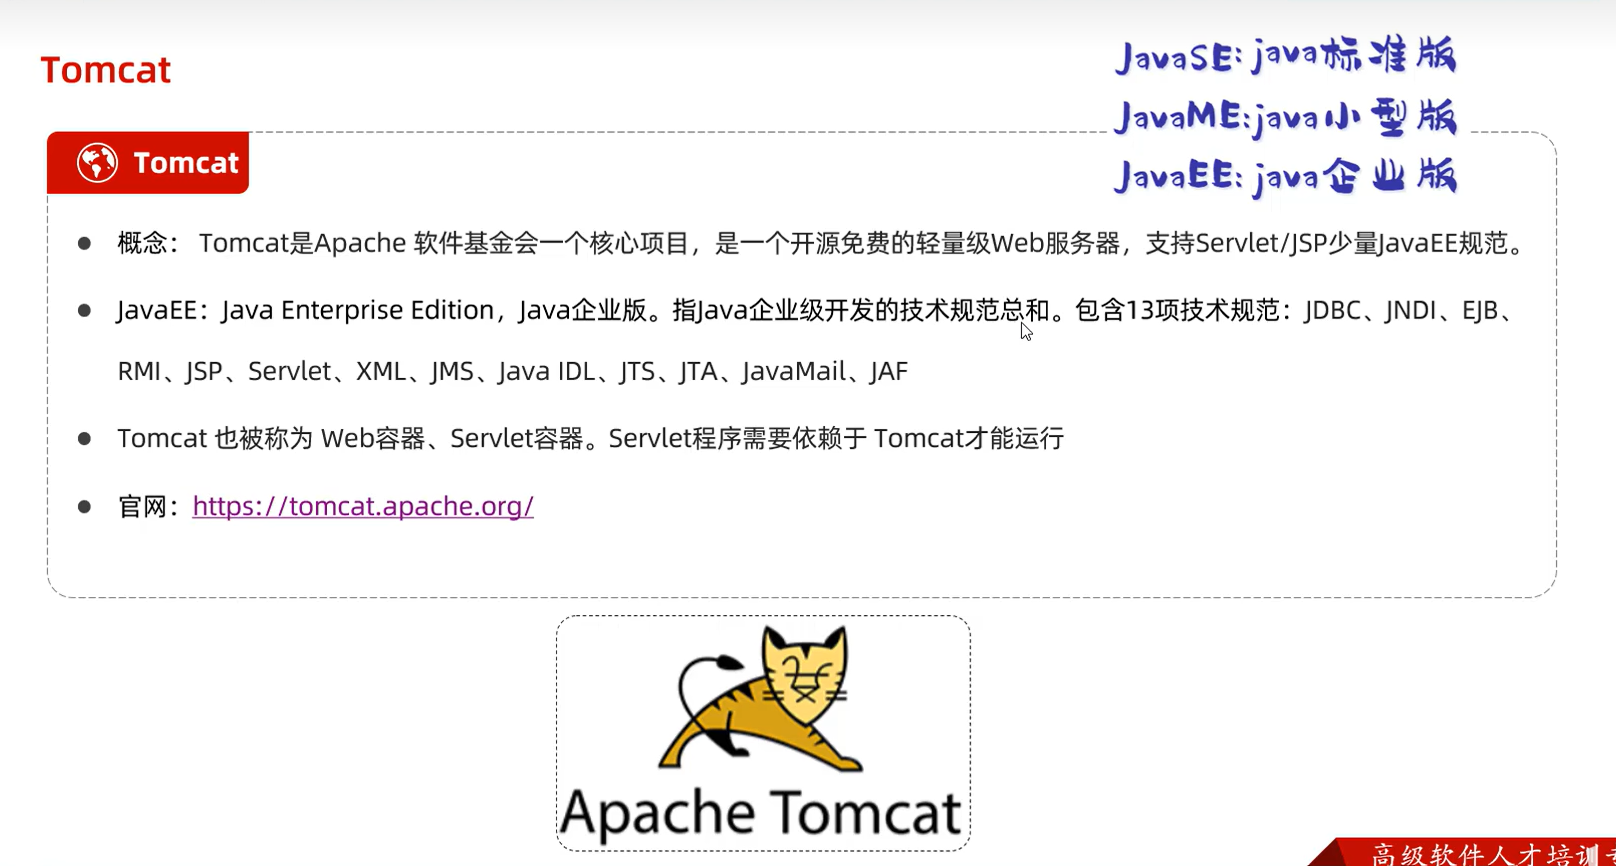 Tomcat
JavaSE: java标准版
JavaME:java小型版
JavaEE: java企业版
Tomcat
概念： Tomcat是Apache 软件基金会一个核心项目，是一个开源免费的轻量级Web服务器，支持Servlet/JSP少量JavaEE规范。
JavaEE：Java Enterprise Edition，Java企业版。指Java企业级开发的技术规范总和。包含13项技术规范：JDBC、JNDI、EJB、
RMI、JSP、Servlet、XML、JMS、Java IDL、JTS、JTA、JavaMail、JAF
Tomcat 也被称为 Web容器、Servlet容器。Servlet程序需要依赖于 Tomcat才能运行
官网：https://tomcat.apache.org/
Apache Tomcat
高级软件人才培训